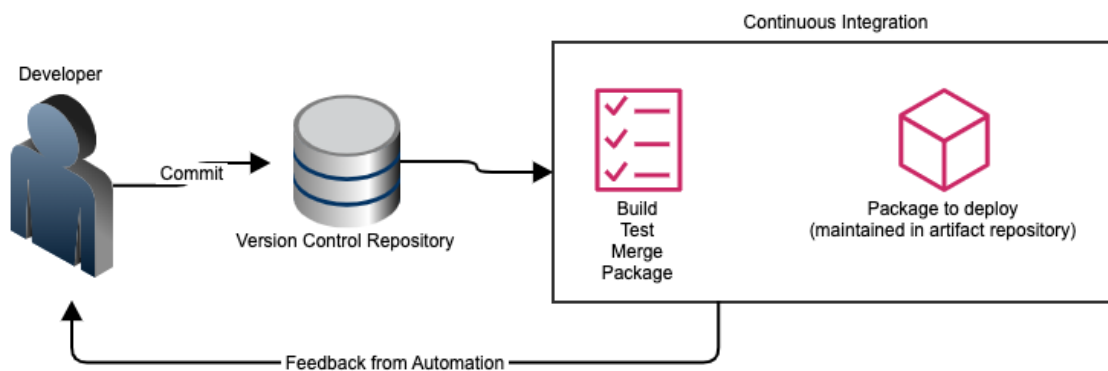 Continuous Integration
Developer
Commit
Version Control Repository
Build
Test
Merge
Package
Package to deploy
(maintained in artifact repository)
Feedback from Automation